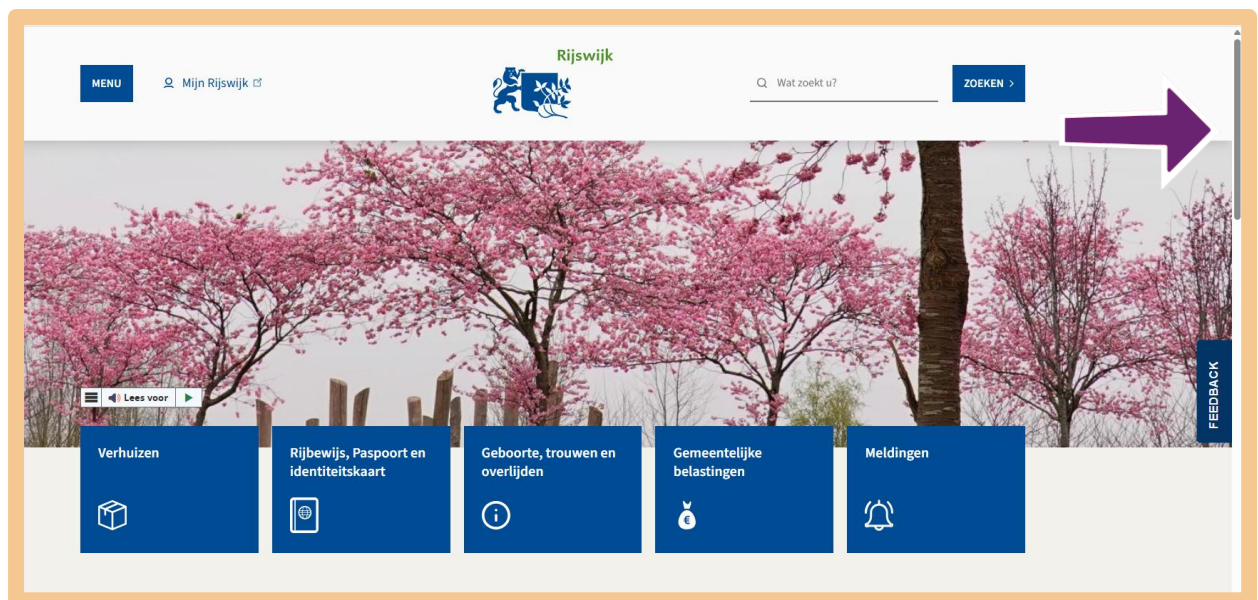 Rijswijk
MENU
Mijn Rijswijk
Wat zoekt u?
ZOEKEN >
Lees voor
FEEDBACK
Verhuizen
Rijbewijs, Paspoort en
identiteitskaart
Geboorte, trouwen en
overlijden
Gemeentelijke
belastingen
€
Meldingen